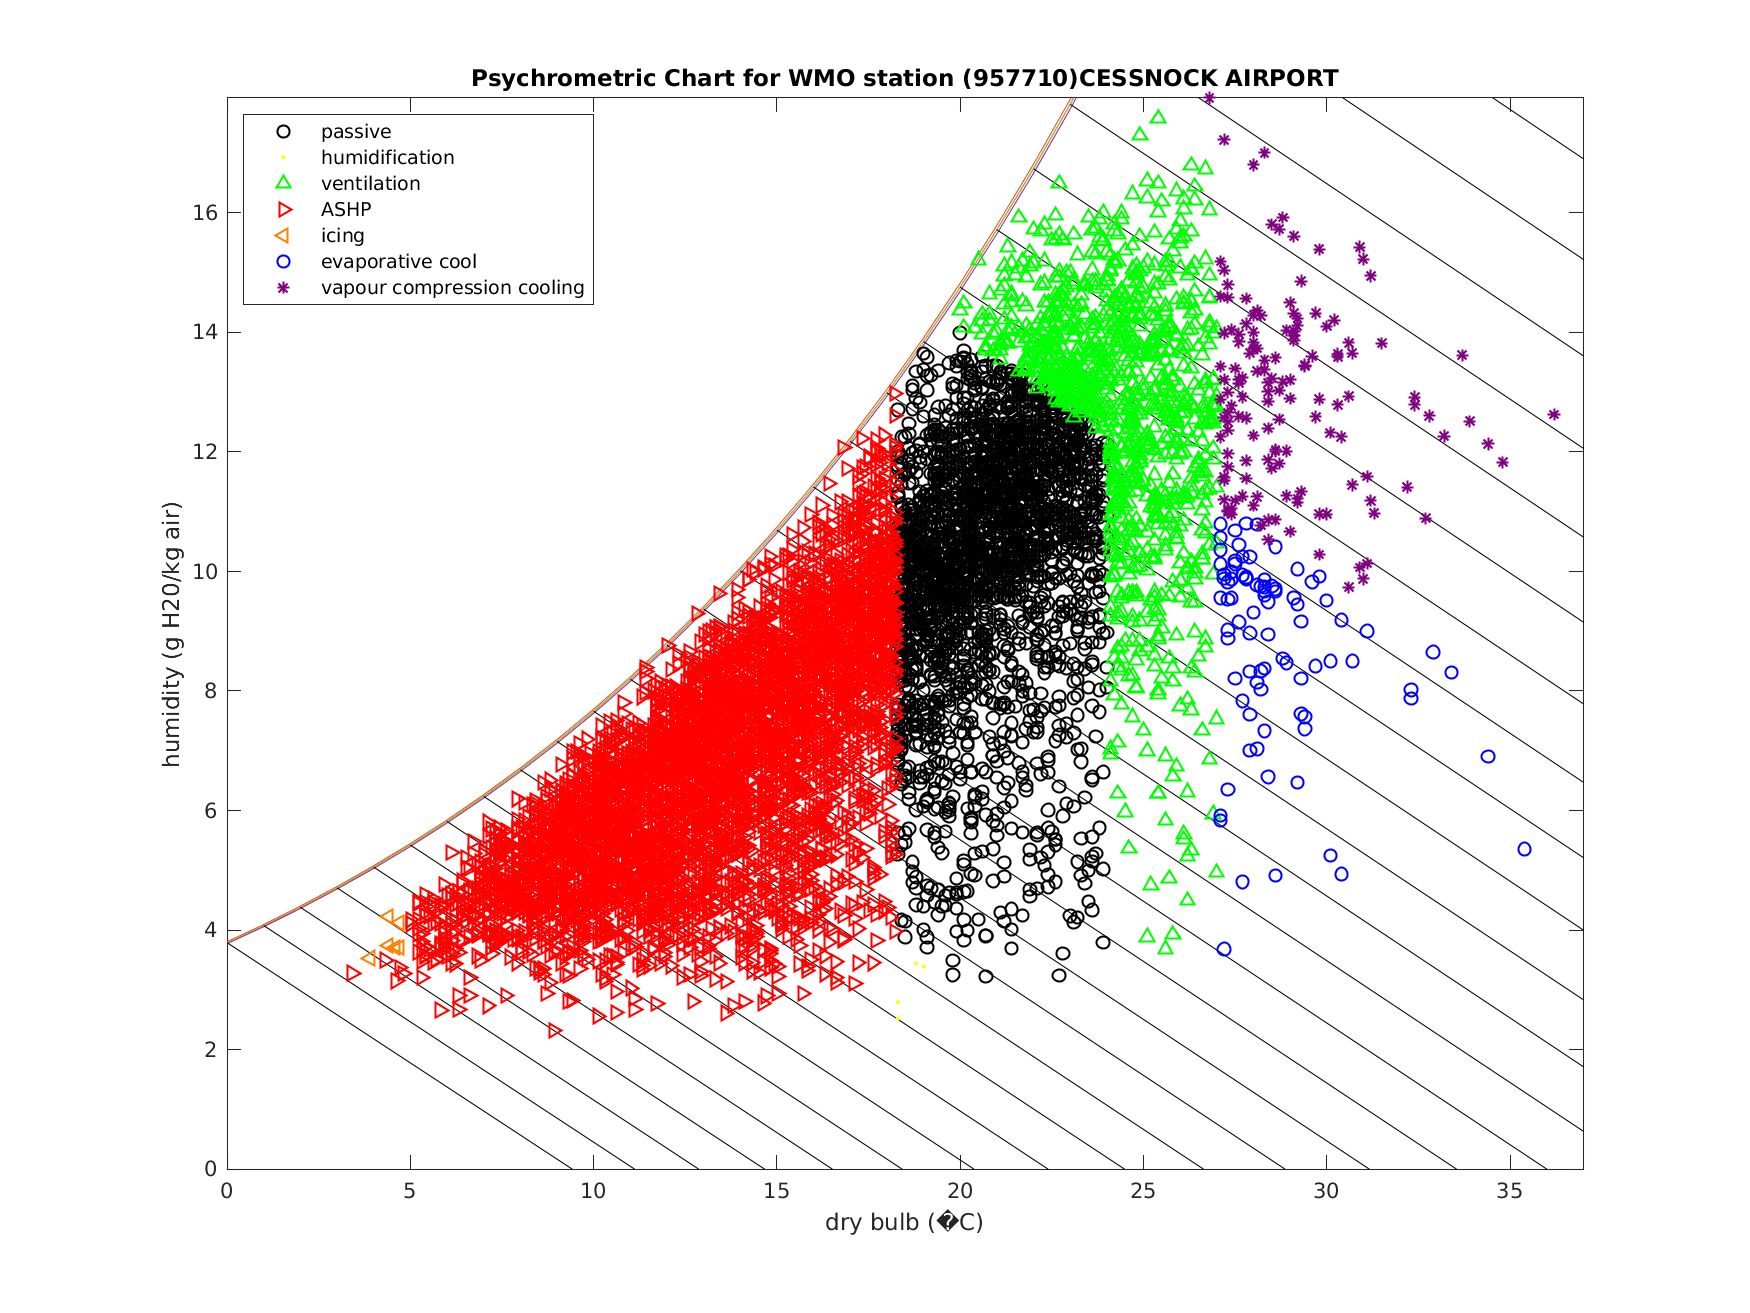 Psychrometric Chart for WMO station (957710)CESSNOCK AIRPORT
passive
humidification
ventilation
ASHP
icing
evaporative cool
vapour compression cooling
humidity (g H20/kg air)
16
14
12
10
8
6
4
2
0
0 5 10 15 20 25 30 35
dry bulb (�C)